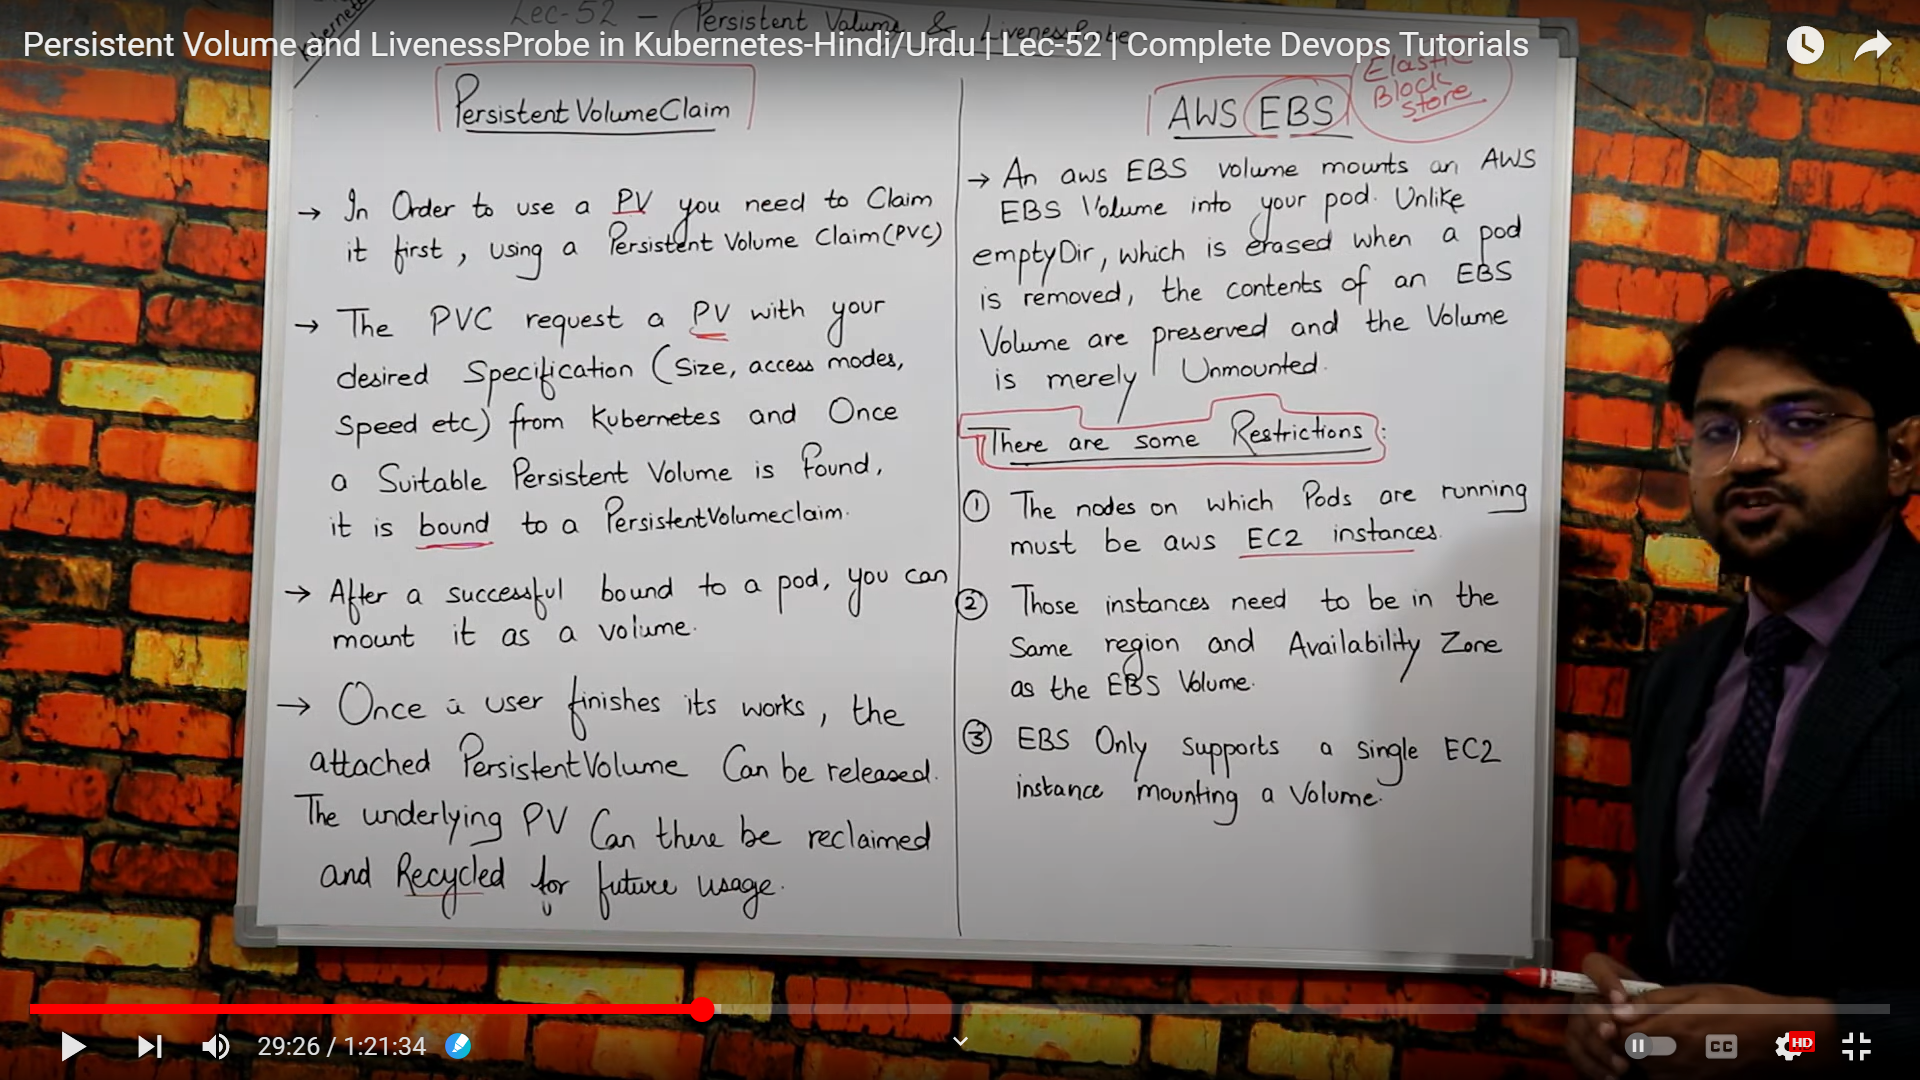 Lec-52 - Persistent Volume & LivenessProbe
Persistent Volume and LivenessProbe in Kubernetes-Hindi/Urdu | Lec-52 | Complete Devops Tutorials
Kubernetes
PersistentVolumeClaim
→ In Order to use a PV you need to Claim
it first, using a Persistent Volume Claim(PVC)
→ The PVC request a PV with your
desired Specification (Size, access modes,
Speed etc) from Kubernetes and Once
a Suitable Persistent Volume is found,
it is bound to a PersistentVolumeclaim.
→ After a successful bound to a pod, you can
mount it as a volume.
→ Once a user finishes its works, the
attached PersistentVolume Can be released.
The underlying PV Can there be reclaimed
and Recycled for future usage.
AWS EBS
Elastic
Block
Store
→ An aws EBS volume mounts an AWS
EBS Volume into your pod. Unlike
emptyDir, which is erased when a pod
is removed, the contents of an EBS
Volume are preserved and the Volume
is merely Unmounted.
There are some Restrictions:
① The nodes on which Pods are running
must be aws EC2 instances.
② Those instances need to be in the
Same region and Availability Zone
as the EBS Volume.
③ EBS Only supports a single EC2
instance mounting a Volume.
29:26 / 1:21:34
CC
HD